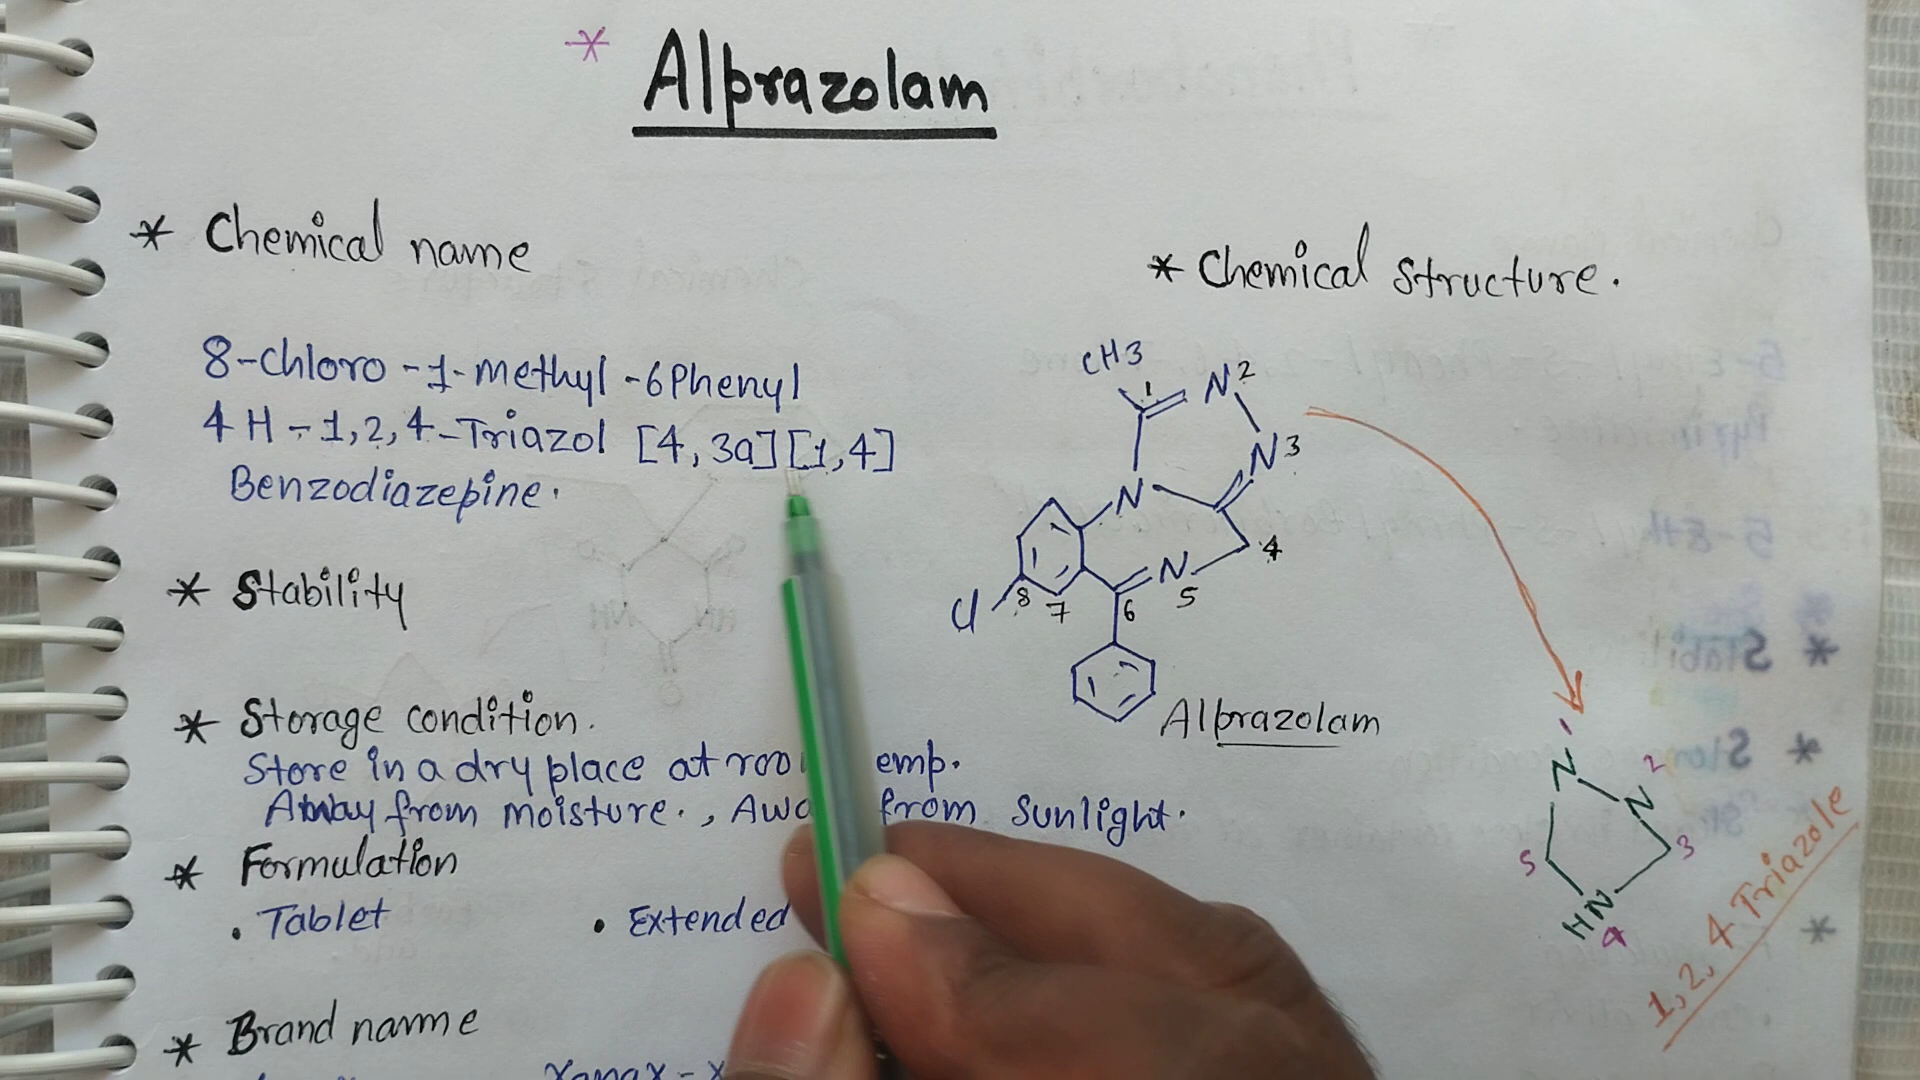 * Alprazolam
* Chemical name
* Chemical structure.
8-chloro-1-methyl-6Phenyl
4H-1,2,4-Triazol [4,3a][1,4]
Benzodiazepine.
CH3
1
N2
N3
N
4
N
5
6
7
8
Cl
Alprazolam
* Stability
* Storage condition.
Store in a dry place at emp.
Away from moisture., from sunlight.
* Formulation
. Tablet
• Extended
* Brand name
Xanax - x
N
2
N
3
HN
4
5
1,2,4 Triazole